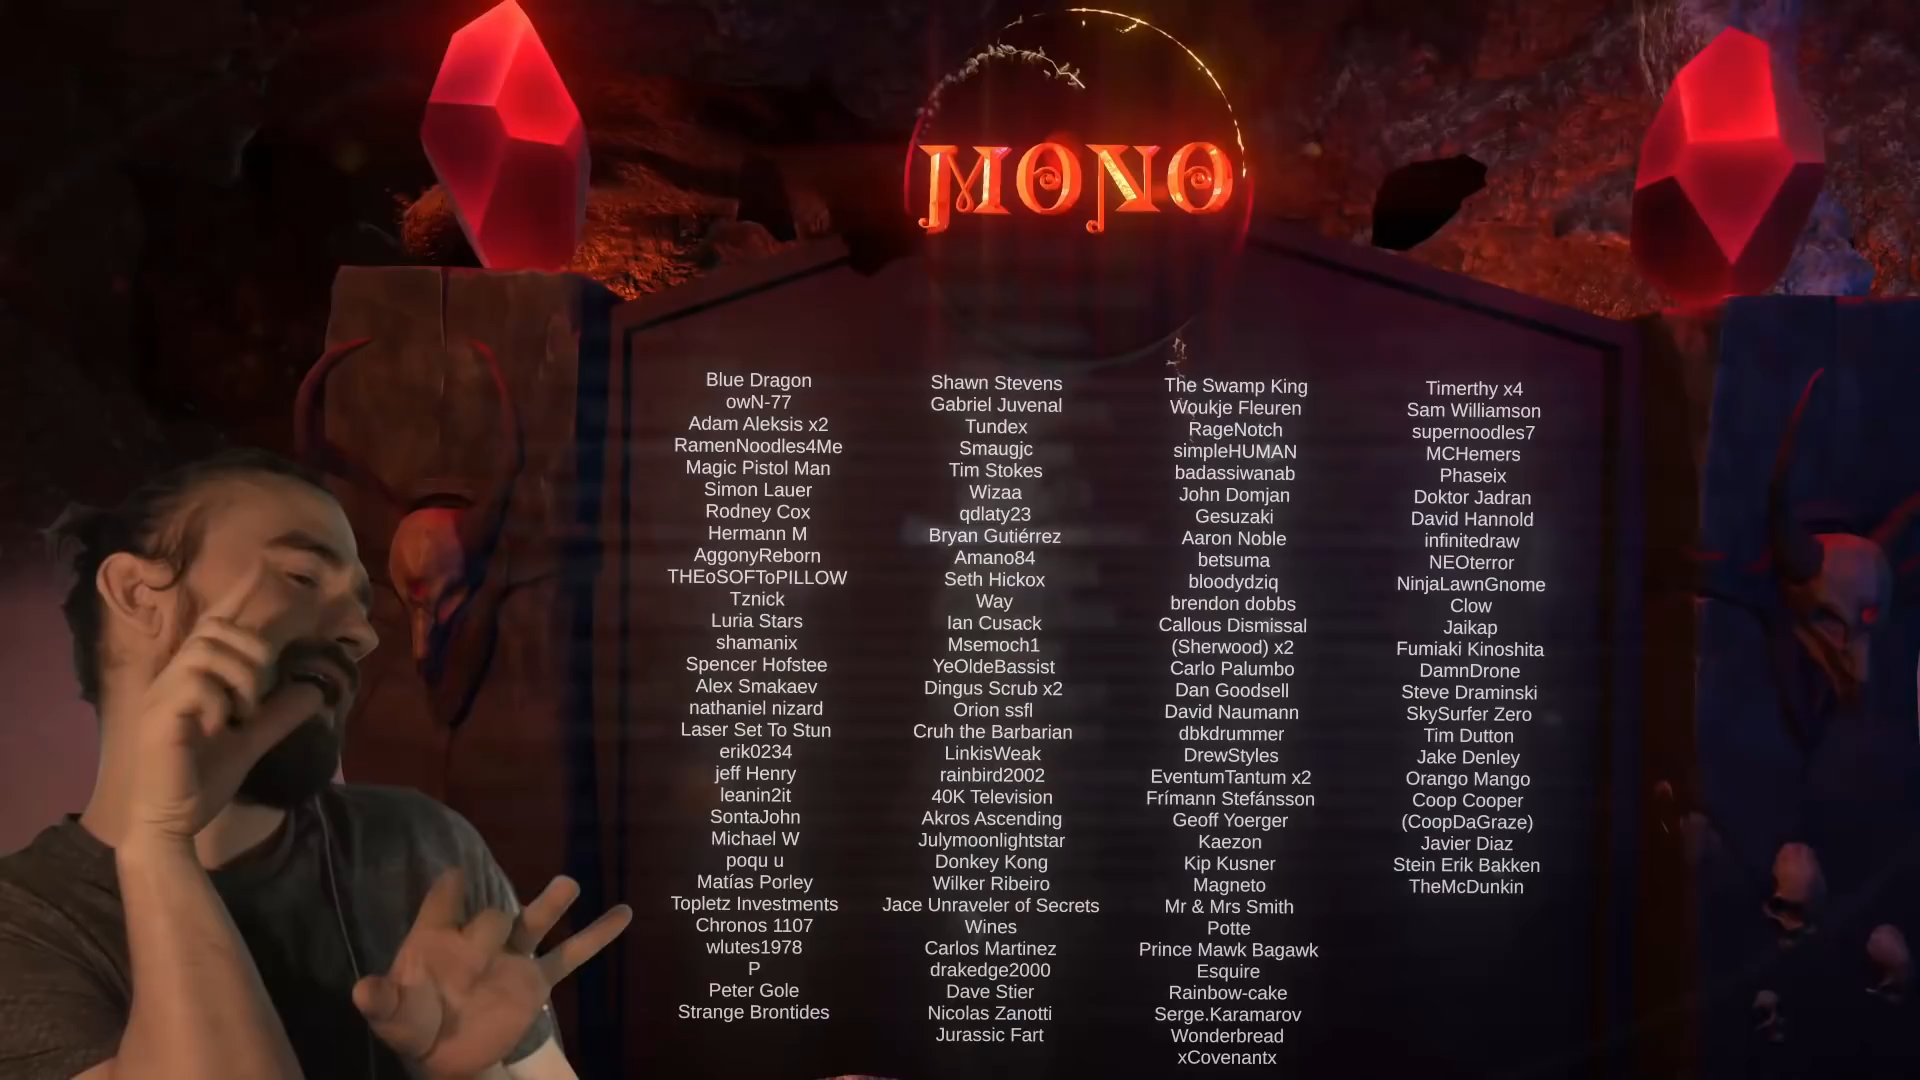 MONO
Blue Dragon
owN-77
Adam Aleksis x2
RamenNoodles4Me
Magic Pistol Man
Simon Lauer
Rodney Cox
Hermann M
AggonyReborn
THEoSOFToPILLOW
Tznick
Luria Stars
shamanix
Spencer Hofstee
Alex Smakaev
nathaniel nizard
Laser Set To Stun
erik0234
jeff Henry
leanin2it
SontaJohn
Michael W
poqu u
Matías Porley
Topletz Investments
Chronos 1107
wlutes1978
P
Peter Gole
Strange Brontides
Shawn Stevens
Gabriel Juvenal
Tundex
Smaugjc
Tim Stokes
Wizaa
qdlaty23
Bryan Gutiérrez
Amano84
Seth Hickox
Way
Ian Cusack
Msemoch1
YeOldeBassist
Dingus Scrub x2
Orion ssfl
Cruh the Barbarian
LinkisWeak
rainbird2002
40K Television
Akros Ascending
Julymoonlightstar
Donkey Kong
Wilker Ribeiro
Jace Unraveler of Secrets
Wines
Carlos Martinez
drakedge2000
Dave Stier
Nicolas Zanotti
Jurassic Fart
The Swamp King
Woukje Fleuren
RageNotch
simpleHUMAN
badassiwanab
John Domjan
Gesuzaki
Aaron Noble
betsuma
bloodydziq
brendon dobbs
Callous Dismissal
(Sherwood) x2
Carlo Palumbo
Dan Goodsell
David Naumann
dbkdrummer
DrewStyles
EventumTantum x2
Frímann Stefánsson
Geoff Yoerger
Kaezon
Kip Kusner
Magneto
Mr & Mrs Smith
Potte
Prince Mawk Bagawk
Esquire
Rainbow-cake
Serge.Karamarov
Wonderbread
xCovenantx
Timerthy x4
Sam Williamson
supernoodles7
MCHemers
Phaseix
Doktor Jadran
David Hannold
infinitedraw
NEOterror
NinjaLawnGnome
Clow
Jaikap
Fumiaki Kinoshita
DamnDrone
Steve Draminski
SkySurfer Zero
Tim Dutton
Jake Denley
Orango Mango
Coop Cooper
(CoopDaGraze)
Javier Diaz
Stein Erik Bakken
TheMcDunkin